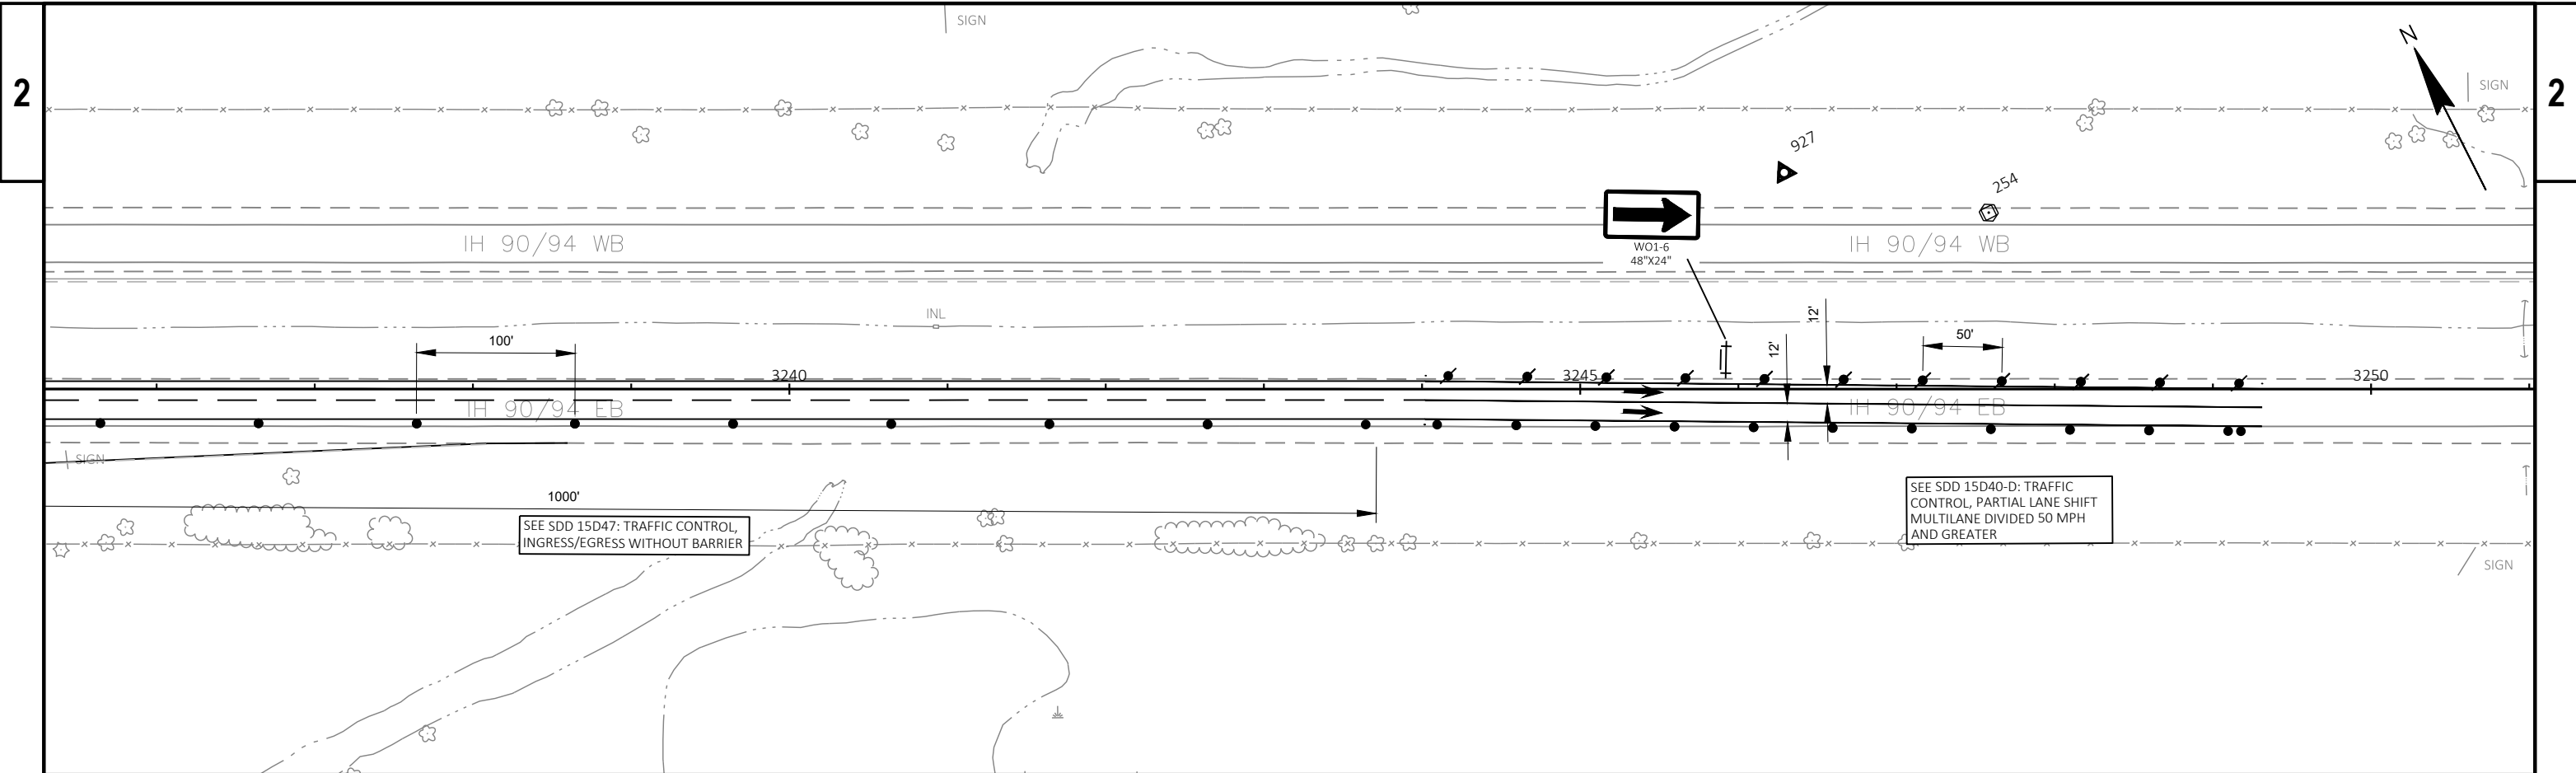 SIGN
2
2
N
SIGN
927
254
IH 90/94 WB
IH 90/94 WB
WO1-6
48"X24"
INL
12'
12'
100'
50'
3240
3245
3250
IH 90/94 EB
IH 90/94 EB
SIGN
1000'
SEE SDD 15D47: TRAFFIC CONTROL,
INGRESS/EGRESS WITHOUT BARRIER
SEE SDD 15D40-D: TRAFFIC
CONTROL, PARTIAL LANE SHIFT
MULTILANE DIVIDED 50 MPH
AND GREATER
SIGN